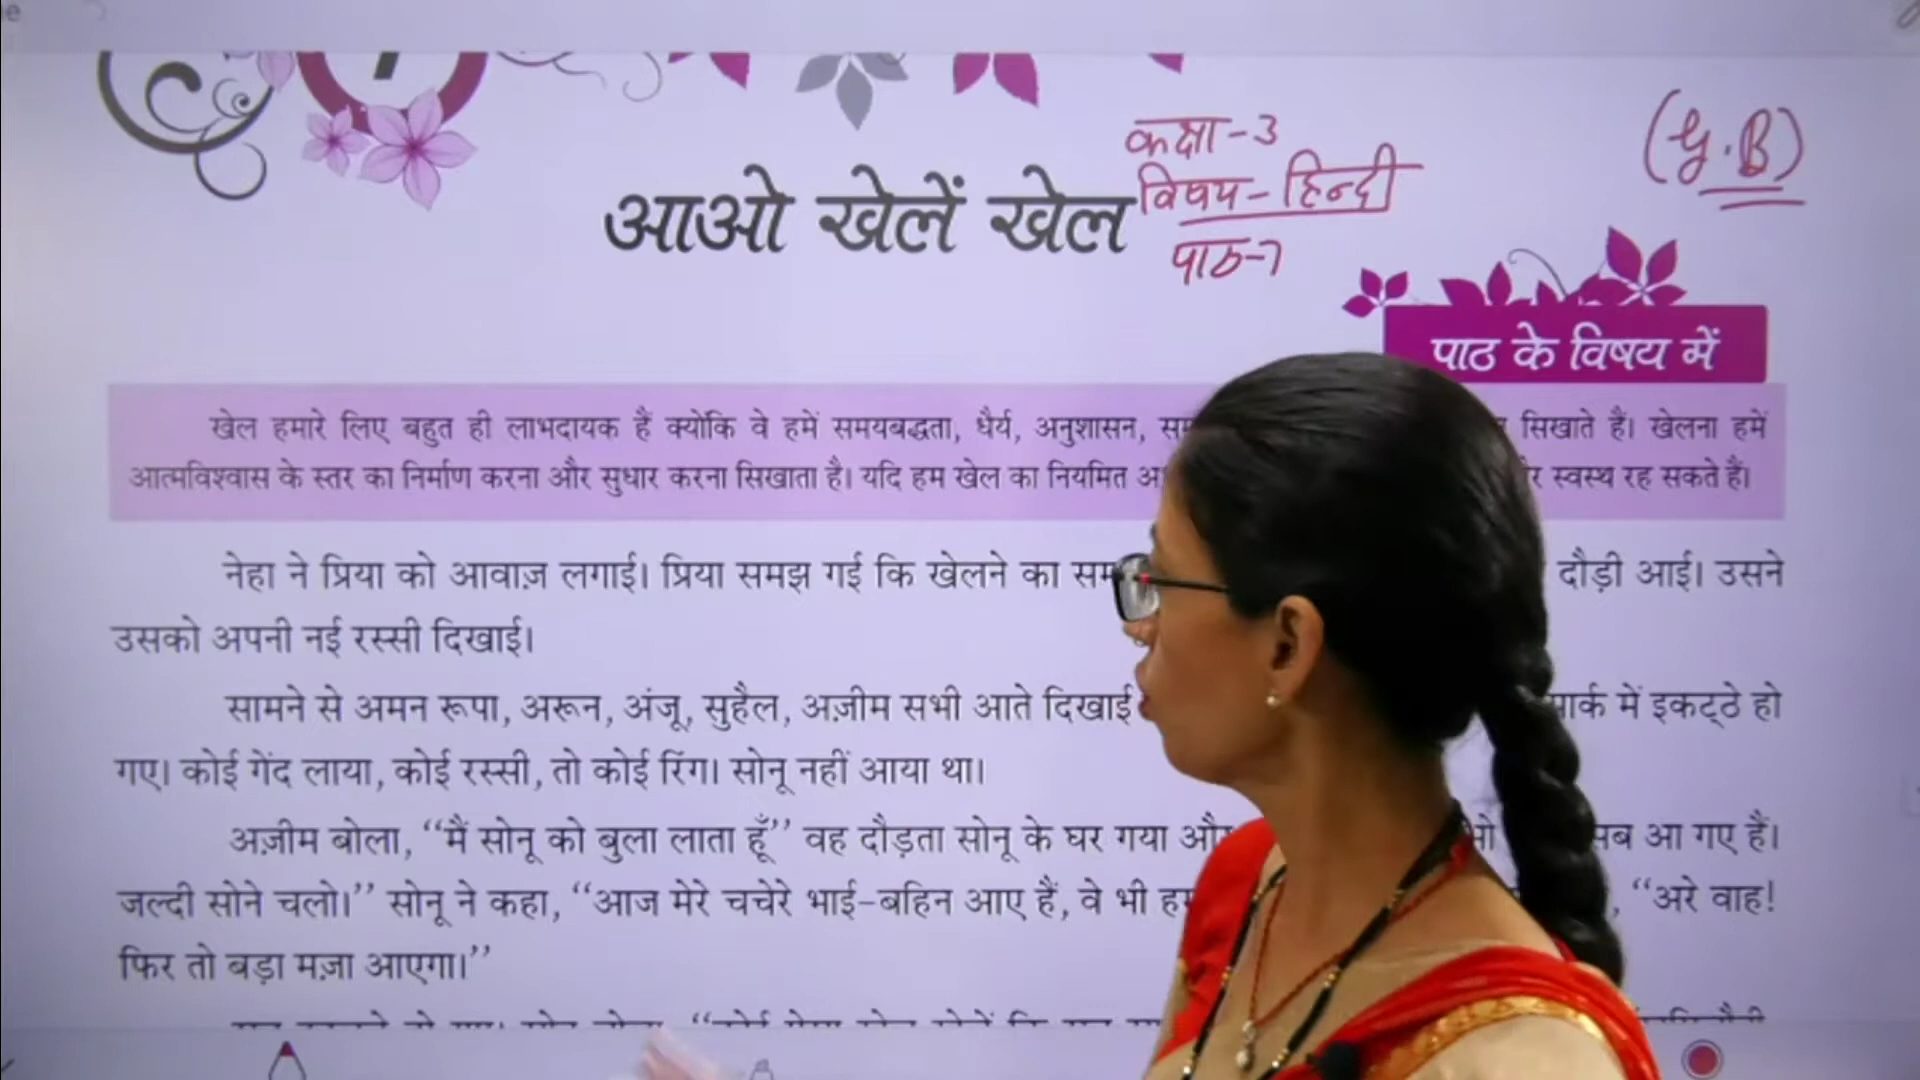 कक्षा-3
(G.B)
आओ खेलें खेल
विषय-हिन्दी
पाठ-7
पाठ के विषय में
खेल हमारे लिए बहुत ही लाभदायक हैं क्योंकि वे हमें समयबद्धता, धैर्य, अनुशासन, सिखाते हैं। खेलना हमें
आत्मविश्वास के स्तर का निर्माण करना और सुधार करना सिखाता है। यदि हम खेल का नियमित स्वस्थ रह सकते हैं।
नेहा ने प्रिया को आवाज़ लगाई। प्रिया समझ गई कि खेलने का दौड़ी आई। उसने
उसको अपनी नई रस्सी दिखाई।
सामने से अमन रूपा, अरून, अंजू, सुहैल, अज़ीम सभी आते दिखाई पार्क में इकट्ठे हो
गए। कोई गेंद लाया, कोई रस्सी, तो कोई रिंग। सोनू नहीं आया था।
अज़ीम बोला, ‘‘मैं सोनू को बुला लाता हूँ’’ वह दौड़ता सोनू के घर गया सब आ गए हैं।
जल्दी सोने चलो।’’ सोनू ने कहा, ‘‘आज मेरे चचेरे भाई-बहिन आए हैं, वे भी ‘‘अरे वाह!
फिर तो बड़ा मज़ा आएगा।’’